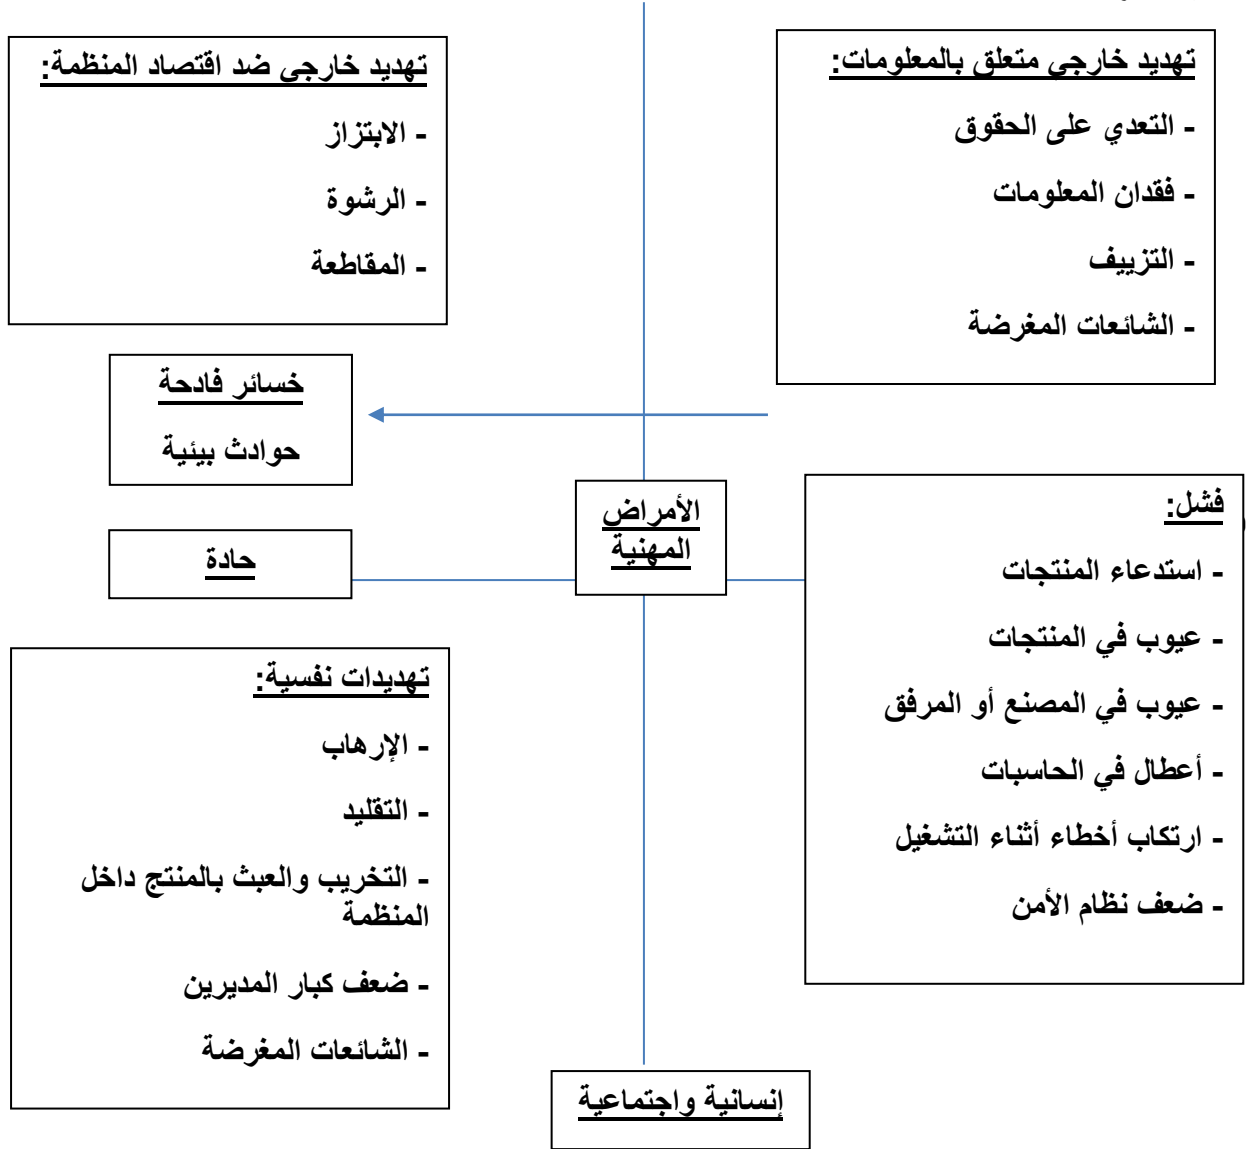 تهديد خارجي متعلق بالمعلومات:
- التعدي على الحقوق
- فقدان المعلومات
- التزييف
- الشائعات المغرضة
تهديد خارجي ضد اقتصاد المنظمة:
- الابتزاز
- الرشوة
- المقاطعة
خسائر فادحة
حوادث بيئية
الأمراض
المهنية
حادة
فشل:
- استدعاء المنتجات
- عيوب في المنتجات
- عيوب في المصنع أو المرفق
- أعطال في الحاسبات
- ارتكاب أخطاء أثناء التشغيل
- ضعف نظام الأمن
تهديدات نفسية:
- الإرهاب
- التقليد
- التخريب والعبث بالمنتج داخل
المنظمة
- ضعف كبار المديرين
- الشائعات المغرضة
إنسانية واجتماعية